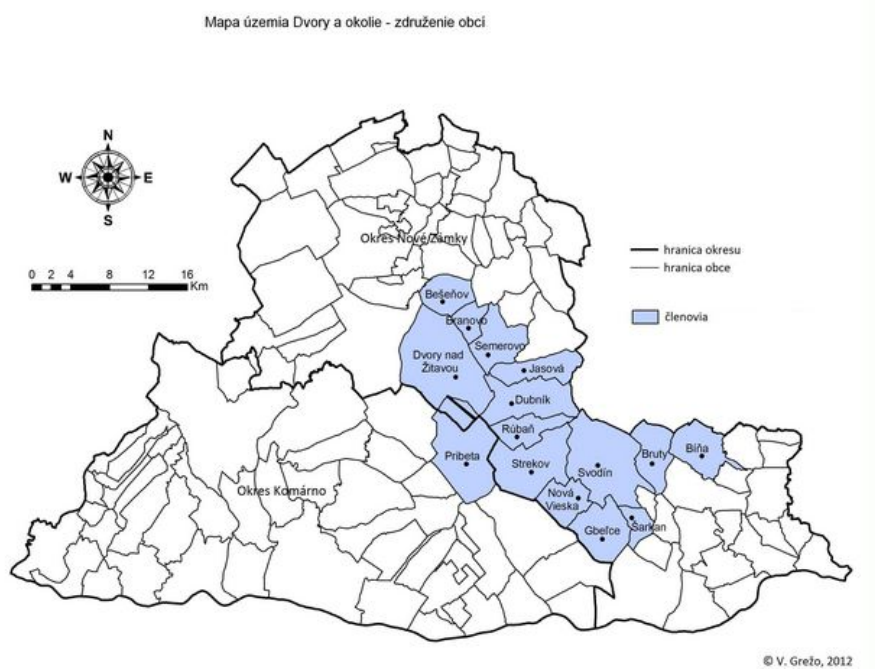 Mapa územia Dvory a okolie - združenie obcí
N
W
E
S
0 2 4 8 12 16
Km
hranica okresu
hranica obce
členovia
Okres Nové Zámky
Bešeňov
Branovo
Semerovo
Dvory nad
Žitavou
Jasová
Dubník
Rúbaň
Pribeta
Strekov
Svodín
Bruty
Bíňa
Okres Komárno
Nová
Vieska
Gbeľce
Šarkan
© V. Grežo, 2012